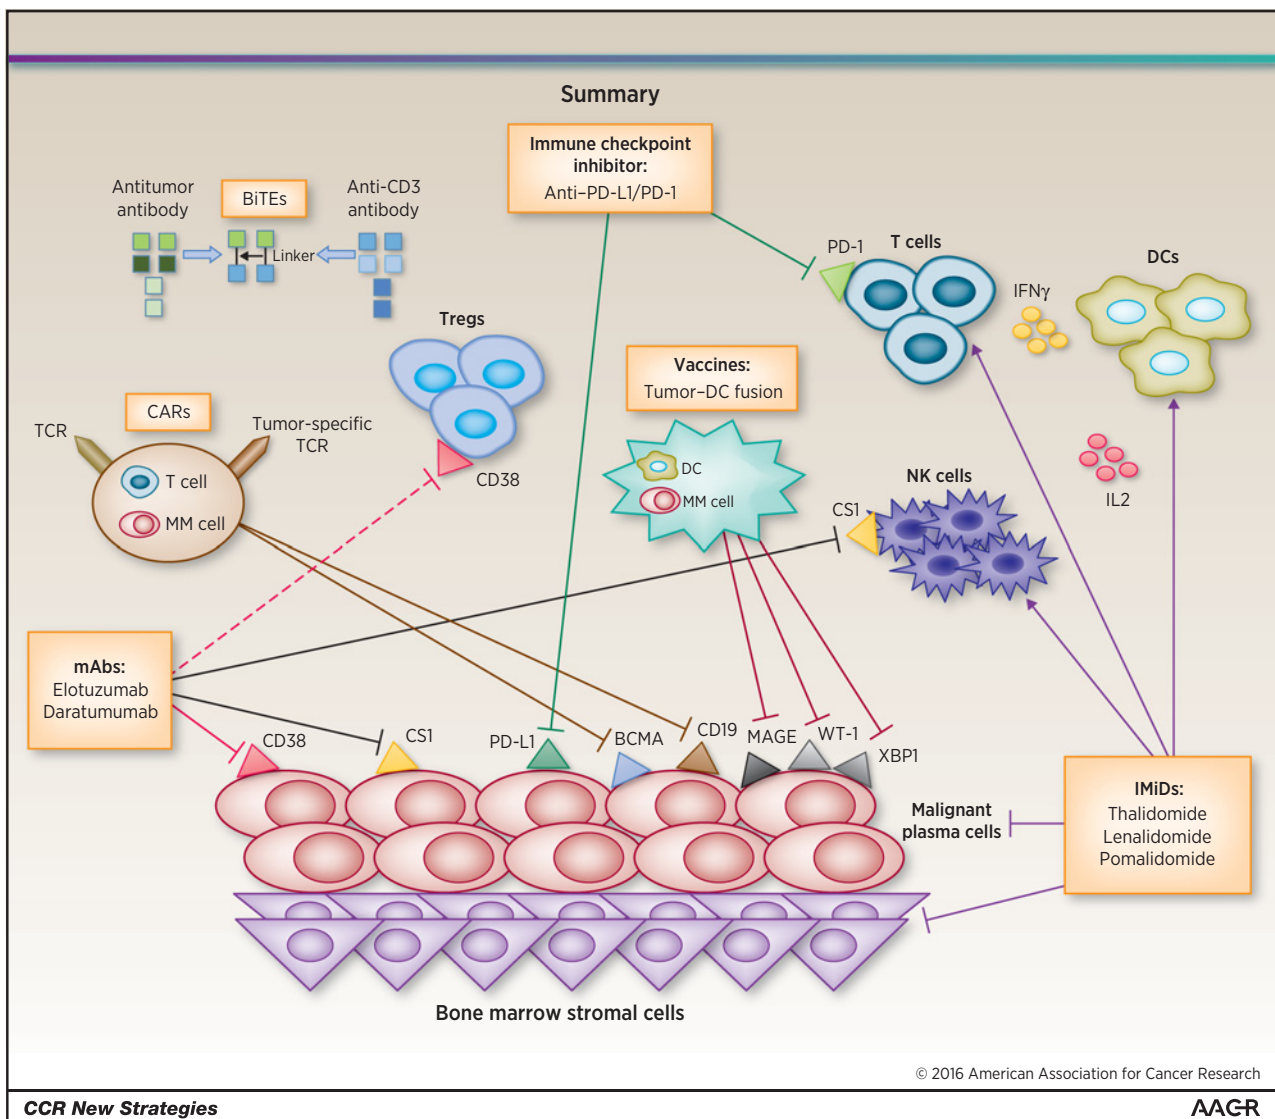 Summary
Immune checkpoint
inhibitor:
Anti–PD-L1/PD-1
Antitumor
antibody
BiTEs
Anti-CD3
antibody
Linker
Tregs
CD38
PD-1
T cells
IFNγ
DCs
IL2
Vaccines:
Tumor–DC fusion
DC
MM cell
CARs
TCR
Tumor-specific
TCR
T cell
MM cell
NK cells
CS1
mAbs:
Elotuzumab
Daratumumab
CD38
CS1
PD-L1
BCMA
CD19
MAGE
WT-1
XBP1
Malignant
plasma cells
IMiDs:
Thalidomide
Lenalidomide
Pomalidomide
Bone marrow stromal cells
© 2016 American Association for Cancer Research
CCR New Strategies
AACR